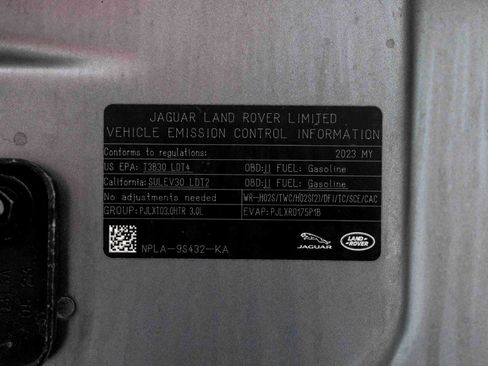 JAGUAR LAND ROVER LIMITED
VEHICLE EMISSION CONTROL INFORMATION
Conforms to regulations: 2023 MY
US EPA: T3B30 LDT4 OBD:II FUEL: Gasoline
California: SULEV30 LDT2 OBD:II FUEL: Gasoline
No adjustments needed WR-HO2S/TWC/HO2S(2)/DFI/TC/SCE/CAC
GROUP: PJLXT03.0HTR 3.0L EVAP: PJLXR0175P1B
NPLA-9S432-KA
JAGUAR
LAND-ROVER